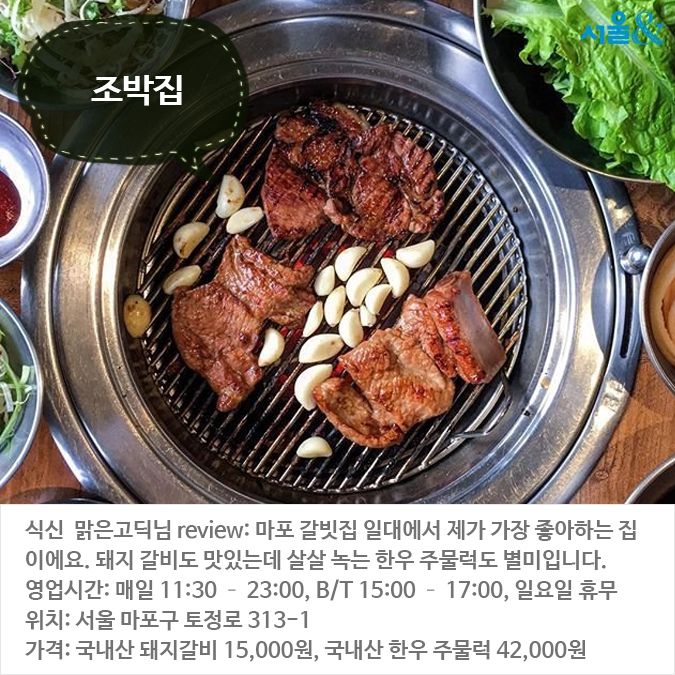 서울&
조박집
식신 맑은고딕님 review: 마포 갈빗집 일대에서 제가 가장 좋아하는 집
이에요. 돼지 갈비도 맛있는데 살살 녹는 한우 주물럭도 별미입니다.
영업시간: 매일 11:30 – 23:00, B/T 15:00 – 17:00, 일요일 휴무
위치: 서울 마포구 토정로 313-1
가격: 국내산 돼지갈비 15,000원, 국내산 한우 주물럭 42,000원